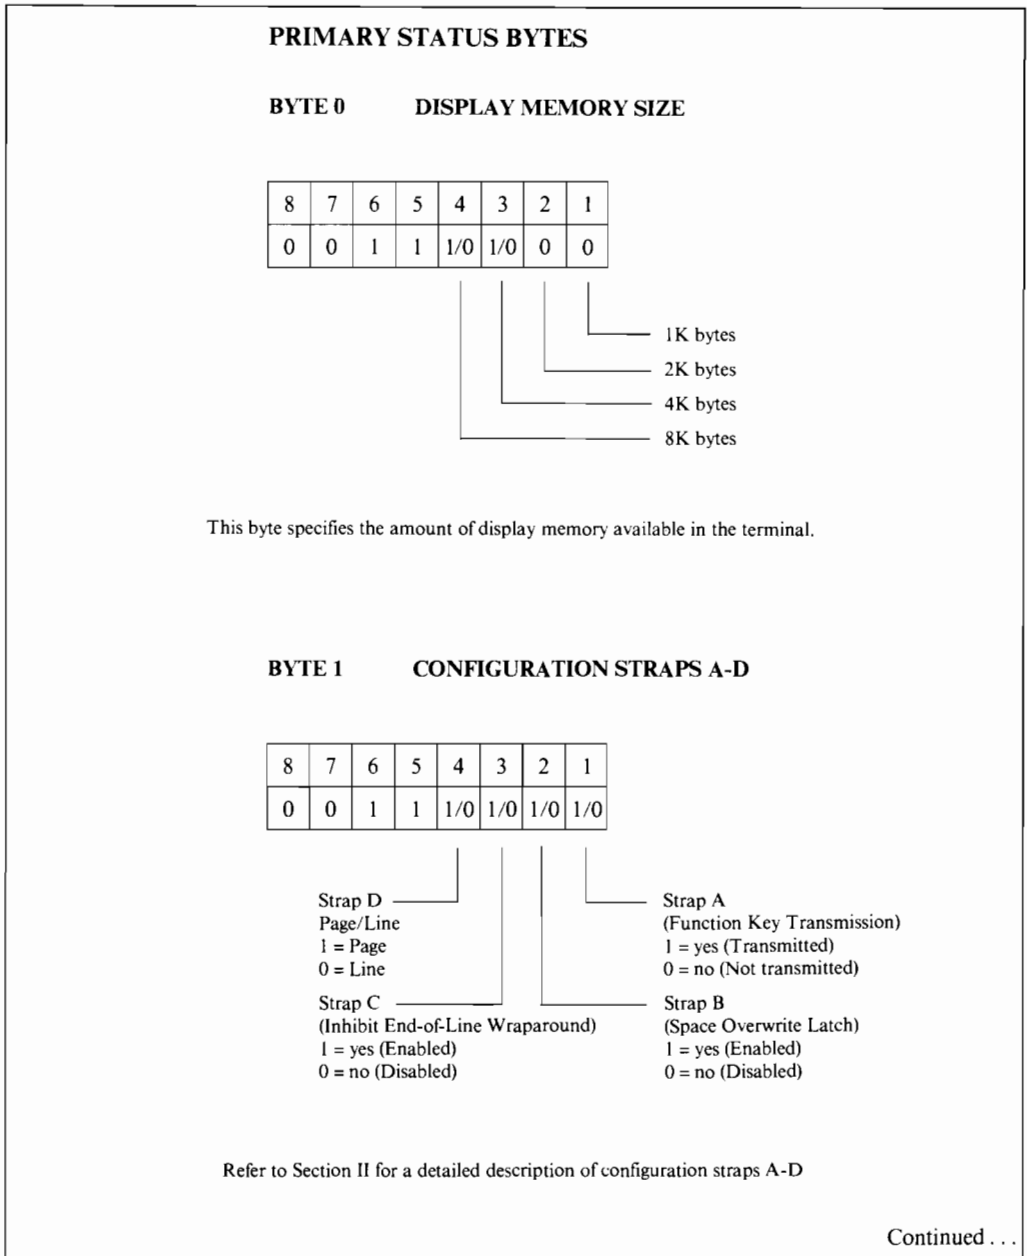 PRIMARY STATUS BYTES
BYTE 0 DISPLAY MEMORY SIZE
8 7 6 5 4 3 2 1
0 0 1 1 1/0 1/0 0 0
1K bytes
2K bytes
4K bytes
8K bytes
This byte specifies the amount of display memory available in the terminal.
BYTE 1 CONFIGURATION STRAPS A-D
8 7 6 5 4 3 2 1
0 0 1 1 1/0 1/0 1/0 1/0
Strap D
Page/Line
1 = Page
0 = Line
Strap C
(Inhibit End-of-Line Wraparound)
1 = yes (Enabled)
0 = no (Disabled)
Strap A
(Function Key Transmission)
1 = yes (Transmitted)
0 = no (Not transmitted)
Strap B
(Space Overwrite Latch)
1 = yes (Enabled)
0 = no (Disabled)
Refer to Section II for a detailed description of configuration straps A-D
Continued . . .